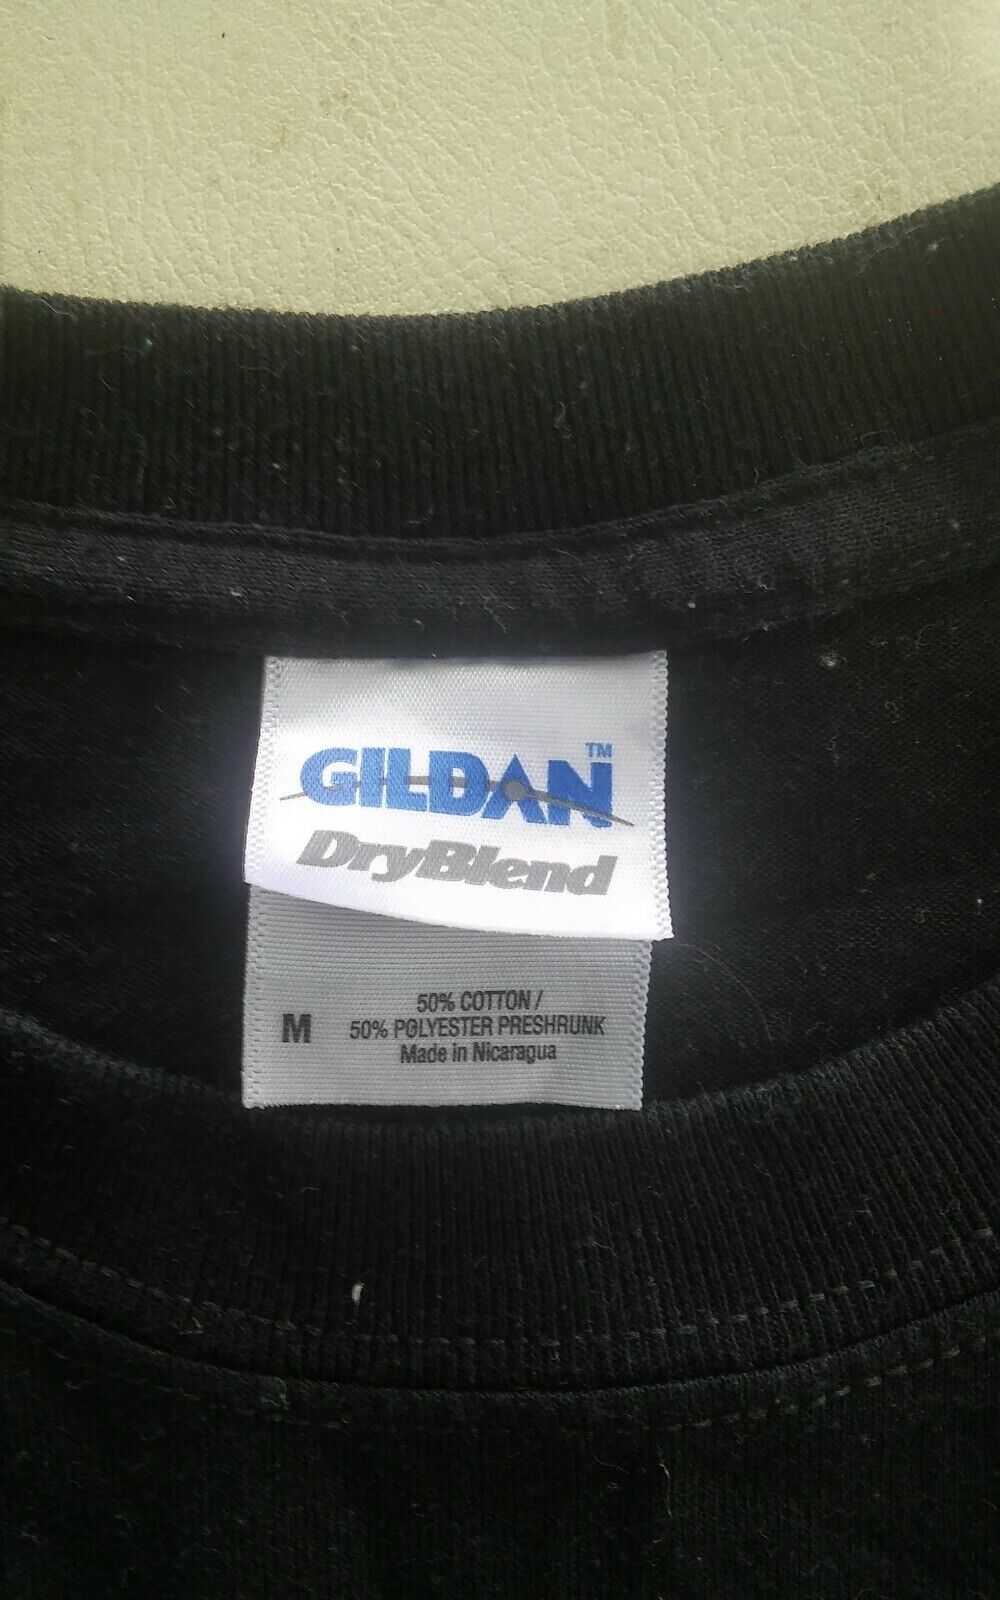 GILDAN™
DryBlend
M
50% COTTON /
50% POLYESTER PRESHRUNK
Made in Nicaragua